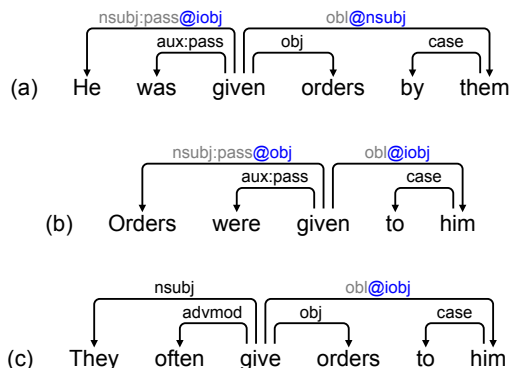 nsubj:pass@iobj obl@nsubj
aux:pass obj case
(a) He was given orders by them
nsubj:pass@obj obl@iobj
aux:pass case
(b) Orders were given to him
nsubj obl@iobj
advmod obj case
(c) They often give orders to him